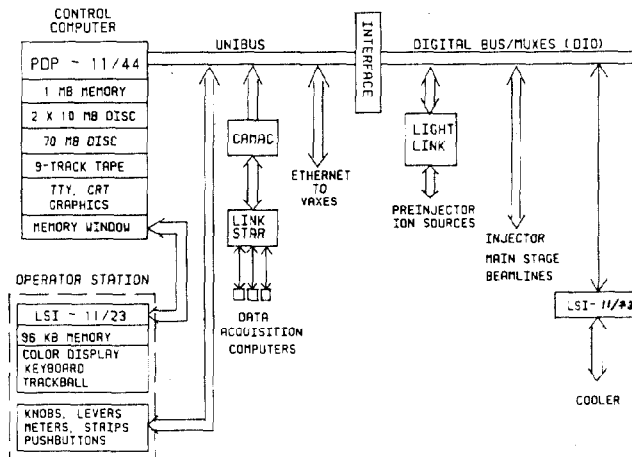 CONTROL
COMPUTER
PDP - 11/44
1 MB MEMORY
2 X 10 MB DISC
70 MB DISC
9-TRACK TAPE
TTY, CRT
GRAPHICS
MEMORY WINDOW
OPERATOR STATION
LSI - 11/23
96 KB MEMORY
COLOR DISPLAY
KEYBOARD
TRACKBALL
KNOBS, LEVERS
METERS, STRIPS
PUSHBUTTONS
UNIBUS
CAMAC
LINK
STAR
DATA
ACQUISITION
COMPUTERS
ETHERNET
TO
VAXES
INTERFACE
DIGITAL BUS/MUXES (DIO)
LIGHT
LINK
PREINJECTOR
ION SOURCES
INJECTOR
MAIN STAGE
BEAMLINES
LSI-11/73
COOLER